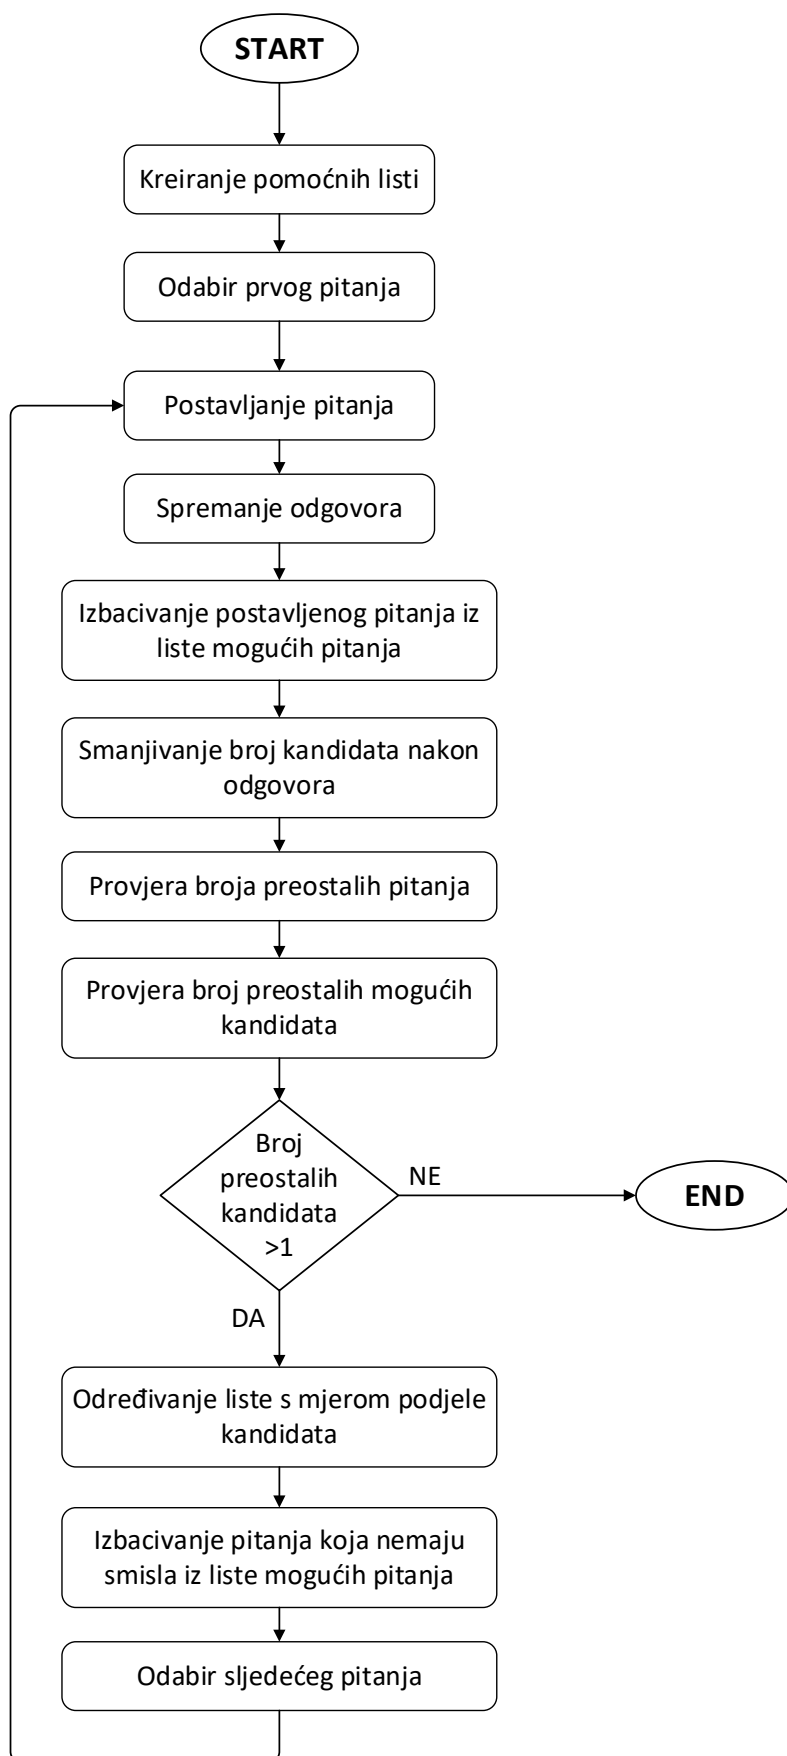 START
Kreiranje pomoćnih listi
Odabir prvog pitanja
Postavljanje pitanja
Spremanje odgovora
Izbacivanje postavljenog pitanja iz
liste mogućih pitanja
Smanjivanje broj kandidata nakon
odgovora
Provjera broja preostalih pitanja
Provjera broj preostalih mogućih
kandidata
Broj
preostalih
kandidata
>1
NE
END
DA
Određivanje liste s mjerom podjele
kandidata
Izbacivanje pitanja koja nemaju
smisla iz liste mogućih pitanja
Odabir sljedećeg pitanja